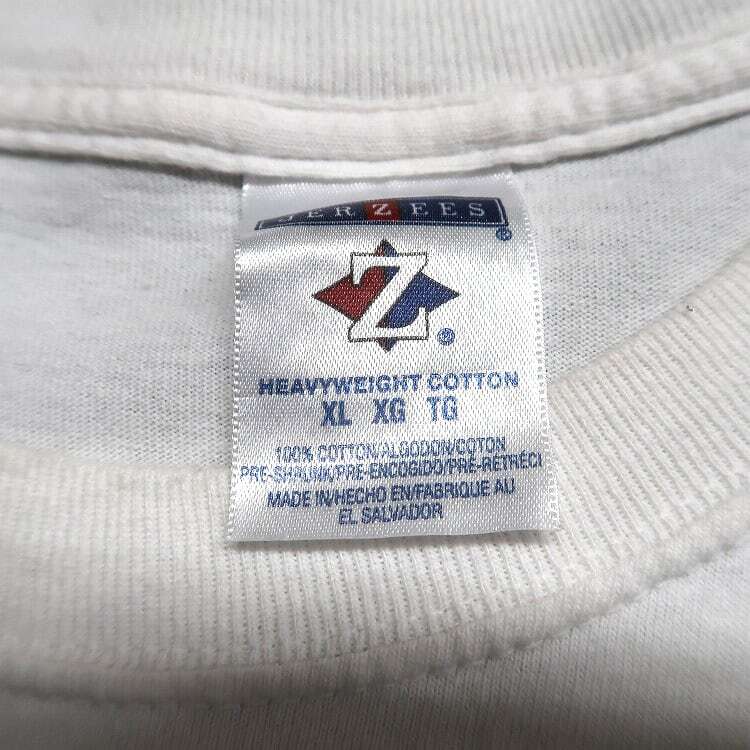 JERZEES ®
Z ®
HEAVYWEIGHT COTTON
XL XG TG
100% COTTON/ALGODON/COTON
PRE-SHRUNK/PRE-ENCOGIDO/PRE-RETRECI
MADE IN/HECHO EN/FABRIQUE AU
EL SALVADOR